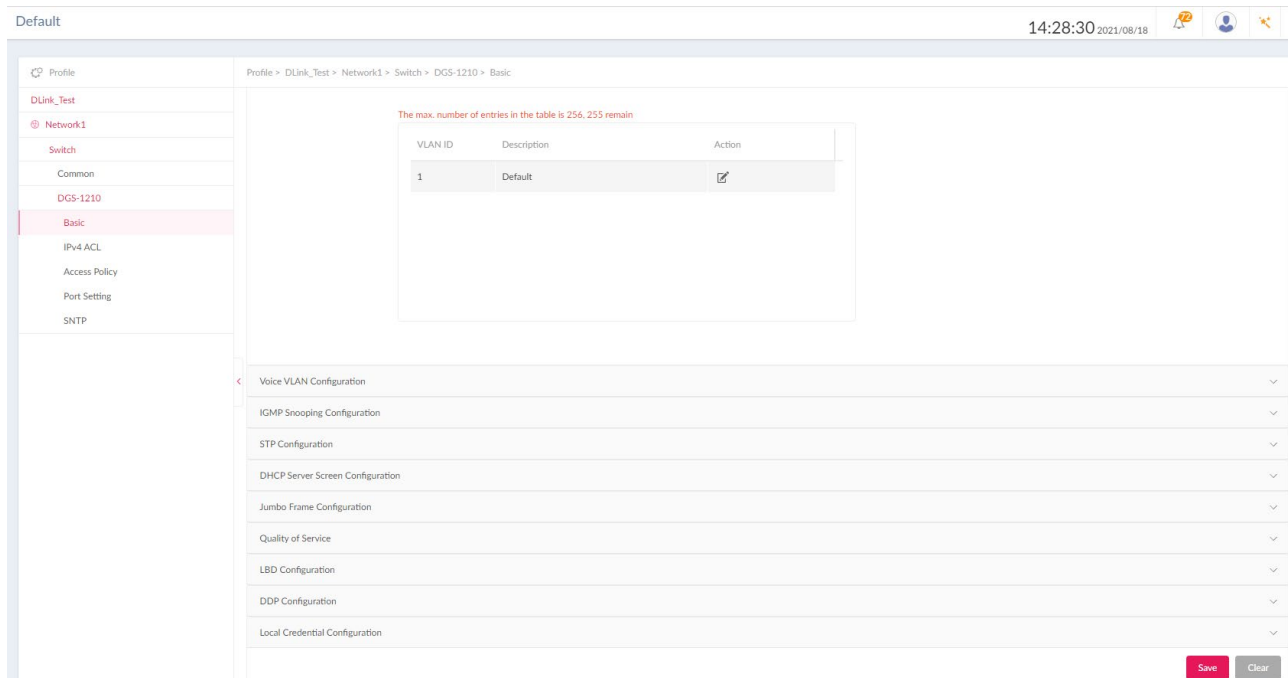 Default
14:28:30 2021/08/18
72
Profile
Profile > DLink_Test > Network1 > Switch > DGS-1210 > Basic
DLink_Test
Network1
Switch
Common
DGS-1210
Basic
IPv4 ACL
Access Policy
Port Setting
SNTP
The max. number of entries in the table is 256, 255 remain
VLAN ID Description Action
1 Default
Voice VLAN Configuration
IGMP Snooping Configuration
STP Configuration
DHCP Server Screen Configuration
Jumbo Frame Configuration
Quality of Service
LBD Configuration
DDP Configuration
Local Credential Configuration
Save Clear